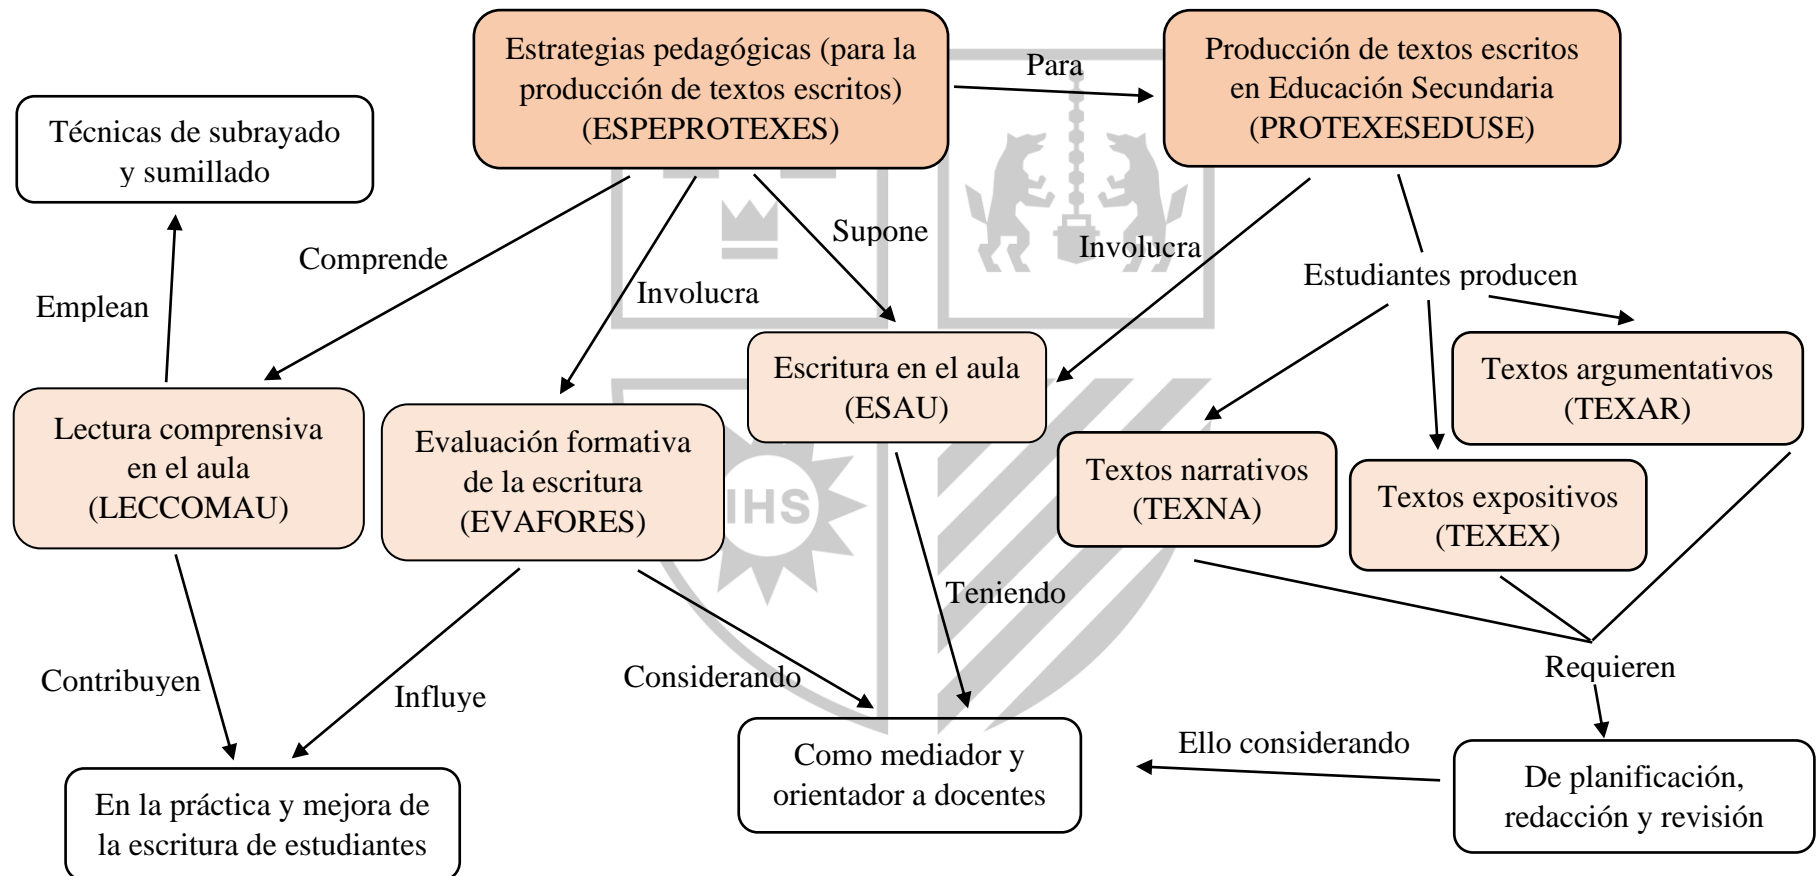 Estrategias pedagógicas (para la
producción de textos escritos)
(ESPEPROTEXES)
Para
Producción de textos escritos
en Educación Secundaria
(PROTEXESEDUSE)
Técnicas de subrayado
y sumillado
Comprende
Supone
Involucra
Involucra
Estudiantes producen
Emplean
Escritura en el aula
(ESAU)
Textos argumentativos
(TEXAR)
Lectura comprensiva
en el aula
(LECCOMAU)
Evaluación formativa
de la escritura
(EVAFORES)
IHS
Textos narrativos
(TEXNA)
Textos expositivos
(TEXEX)
Teniendo
Contribuyen
Influye
Considerando
Requieren
Ello considerando
Como mediador y
orientador a docentes
De planificación,
redacción y revisión
En la práctica y mejora de
la escritura de estudiantes